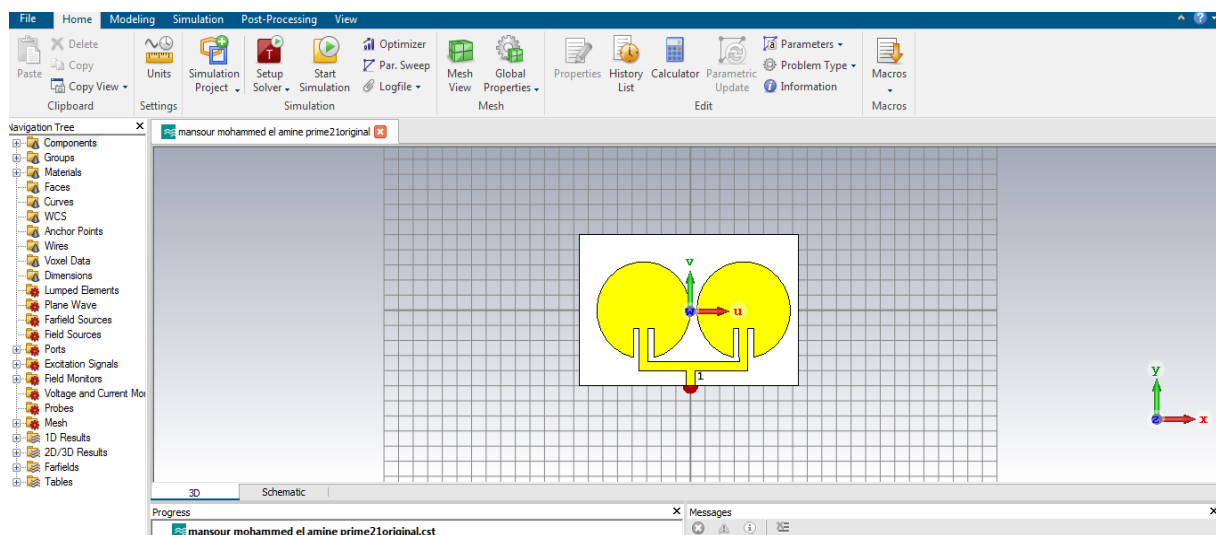 File Home Modeling Simulation Post-Processing View
Paste Delete Copy Copy View Clipboard
Units Settings
Simulation Project Setup Solver Start Simulation Optimizer Par. Sweep Logfile Simulation
Mesh View Global Properties Mesh
Properties History List Calculator Parametric Update Parameters Problem Type Information Edit
Macros Macros
Navigation Tree
mansour mohammed el amine prime21original
Components
Groups
Materials
Faces
Curves
WCS
Anchor Points
Wires
Voxel Data
Dimensions
Lumped Elements
Plane Wave
Farfield Sources
Field Sources
Ports
Excitation Signals
Field Monitors
Voltage and Current Mor
Probes
Mesh
1D Results
2D/3D Results
Farfields
Tables
v
w u
1
y
z x
3D Schematic
Progress
mansour mohammed el amine prime21original.cst
Messages